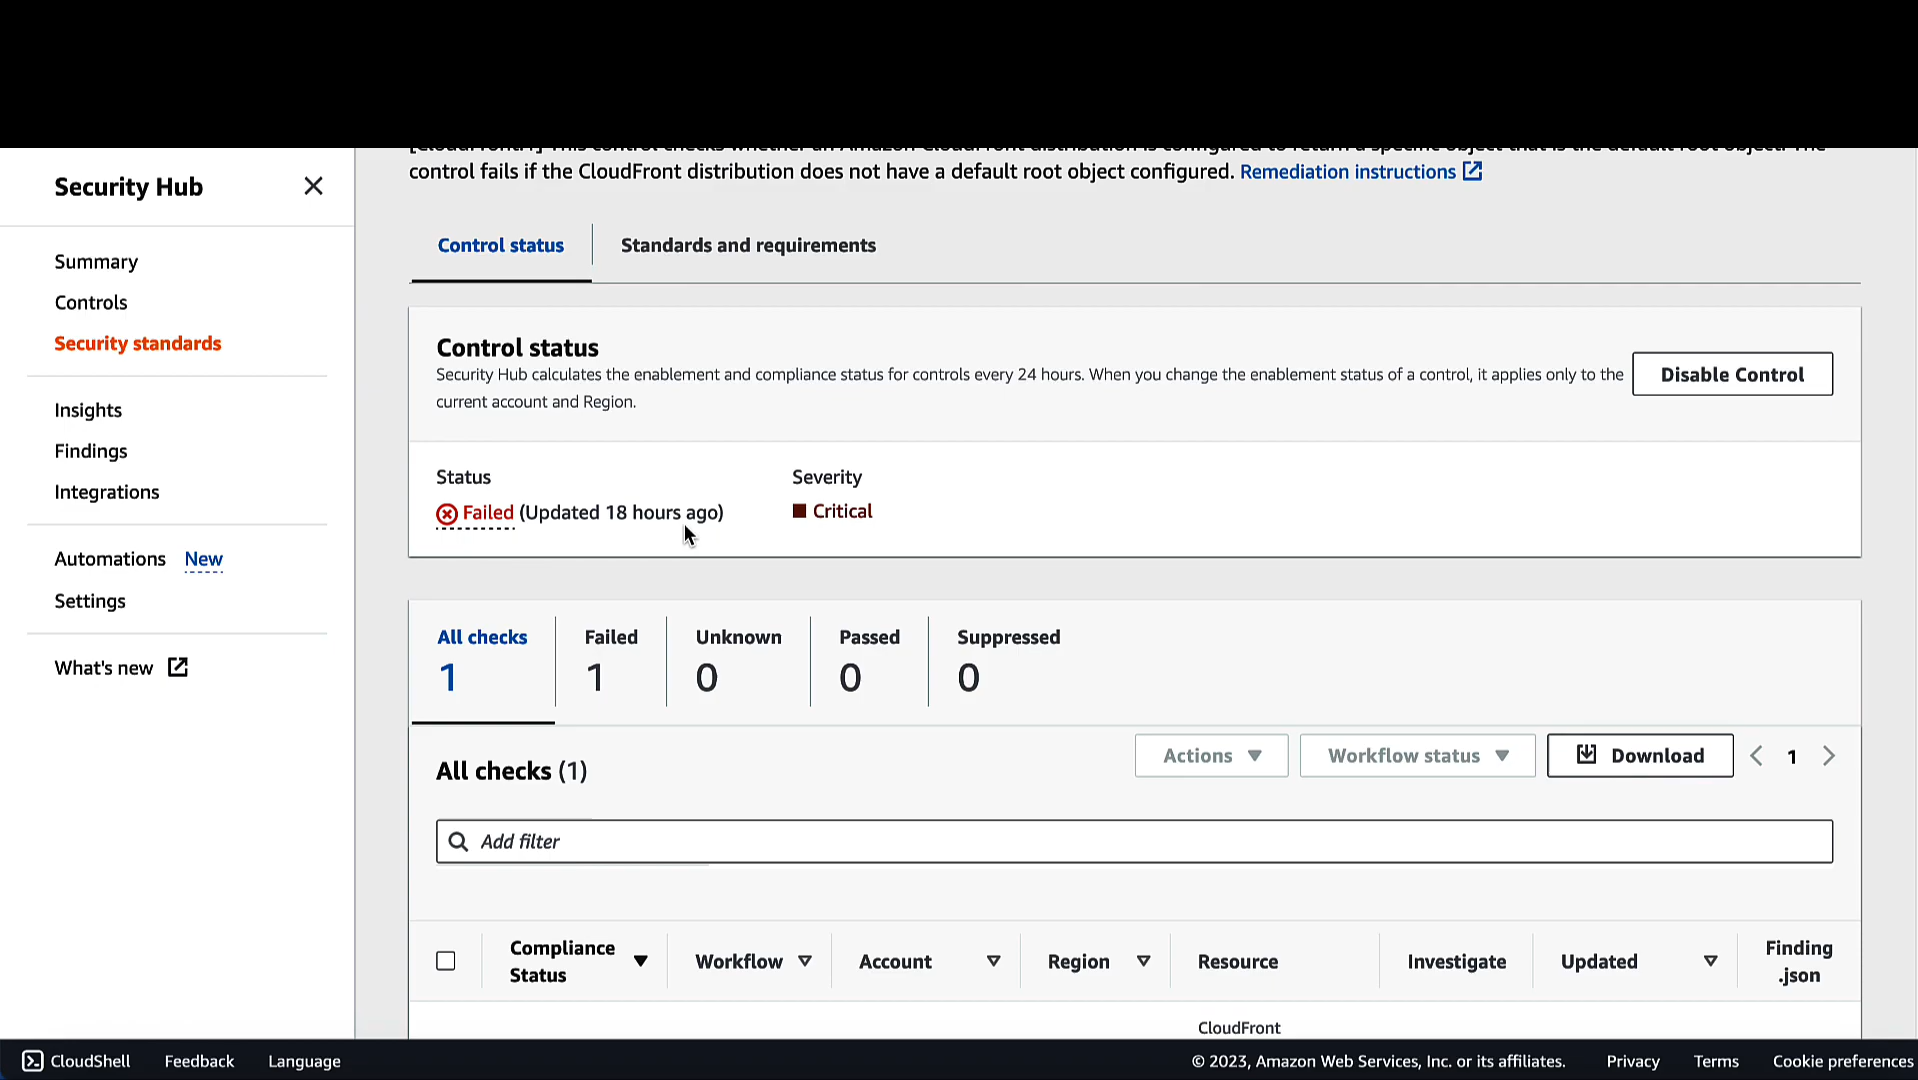 control fails if the CloudFront distribution does not have a default root object configured. Remediation instructions
Security Hub
Summary
Controls
Security standards
Insights
Findings
Integrations
Automations New
Settings
What's new
Control status Standards and requirements
Control status
Security Hub calculates the enablement and compliance status for controls every 24 hours. When you change the enablement status of a control, it applies only to the
current account and Region.
Disable Control
Status Severity
Failed (Updated 18 hours ago) Critical
All checks Failed Unknown Passed Suppressed
1 1 0 0 0
All checks (1)
Actions Workflow status Download 1
Add filter
Compliance Status Workflow Account Region Resource Investigate Updated Finding .json
CloudFront
CloudShell Feedback Language © 2023, Amazon Web Services, Inc. or its affiliates. Privacy Terms Cookie preferences